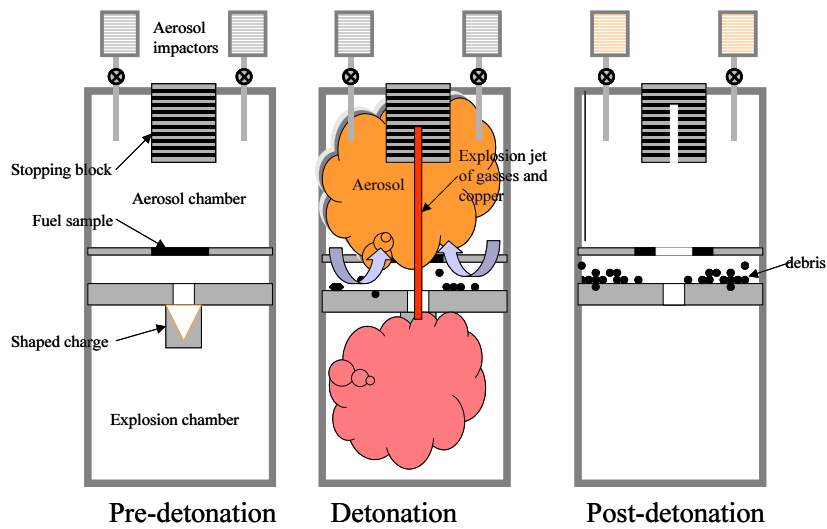 Aerosol
impactors
Stopping block
Aerosol chamber
Fuel sample
Shaped charge
Explosion chamber
Pre-detonation
Aerosol
Explosion jet
of gasses and
copper
Detonation
debris
Post-detonation